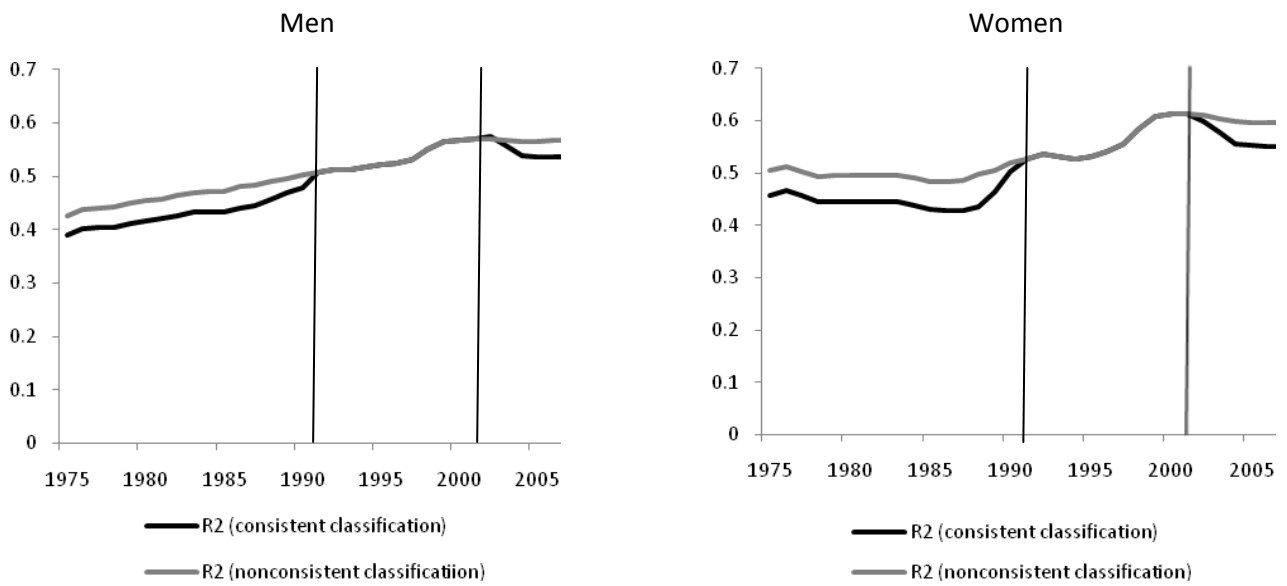 Men
0.7
0.6
0.5
0.4
0.3
0.2
0.1
0
1975 1980 1985 1990 1995 2000 2005
R2 (consistent classification)
R2 (nonconsistent classificatiion)
Women
0.7
0.6
0.5
0.4
0.3
0.2
0.1
0
1975 1980 1985 1990 1995 2000 2005
R2 (consistent classification)
R2 (nonconsistent classification)